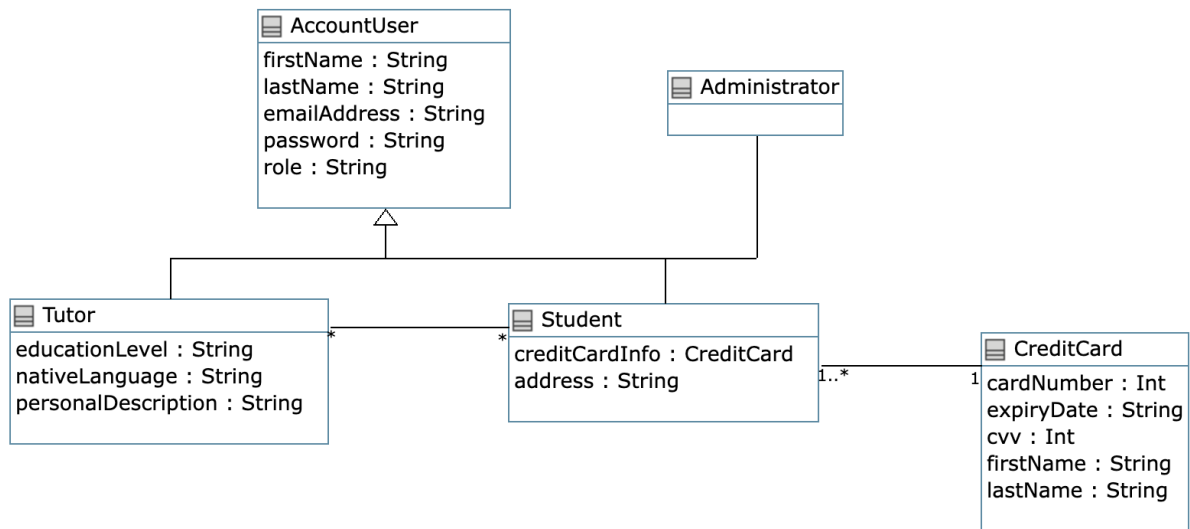 AccountUser
firstName : String
lastName : String
emailAddress : String
password : String
role : String
Administrator
Tutor
educationLevel : String
nativeLanguage : String
personalDescription : String
*
*
Student
creditCardInfo : CreditCard
address : String
1..*
1
CreditCard
cardNumber : Int
expiryDate : String
cvv : Int
firstName : String
lastName : String